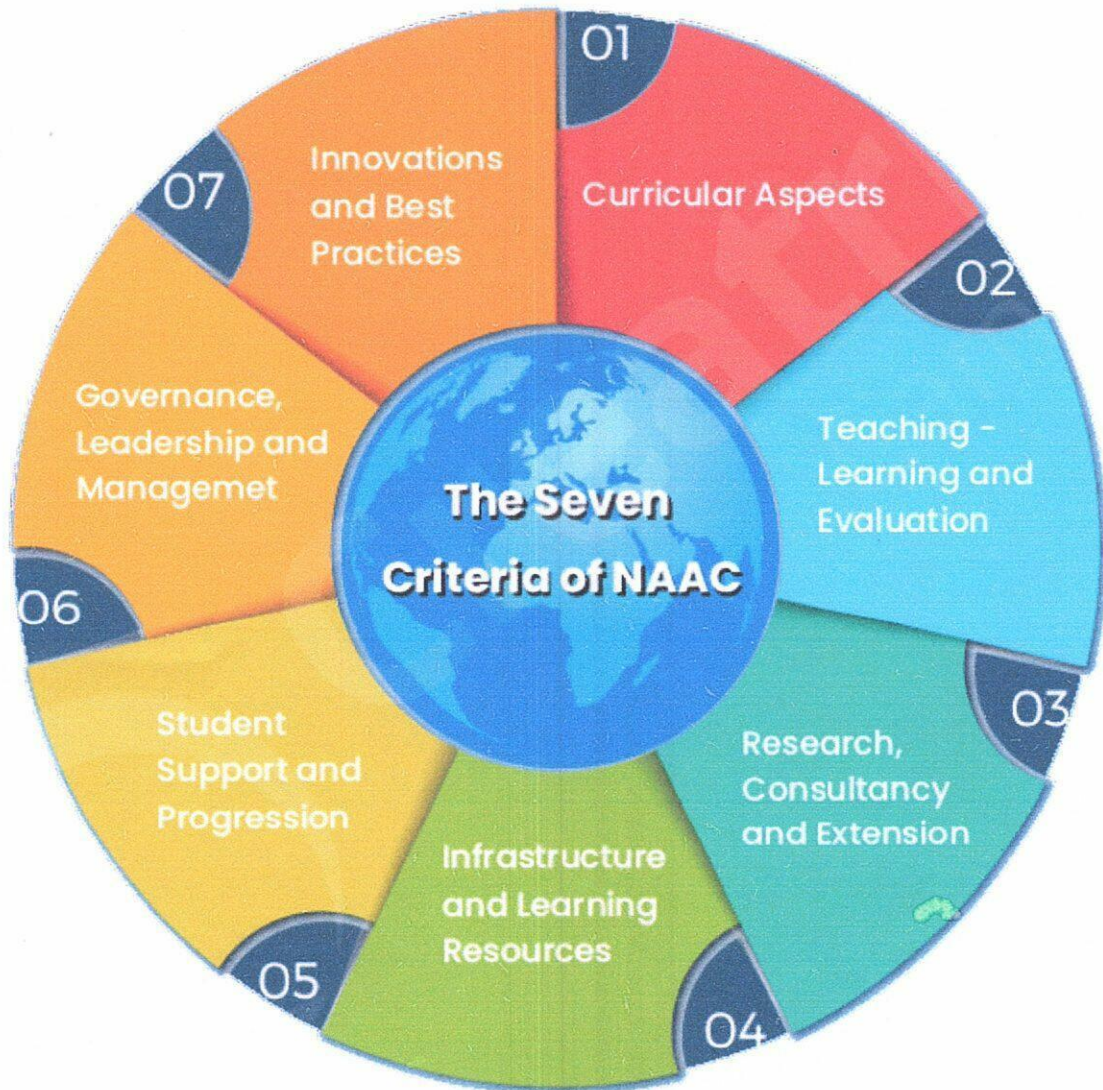 The Seven
Criteria of NAAC
01
Curricular Aspects
02
Teaching -
Learning and
Evaluation
03
Research,
Consultancy
and Extension
04
Infrastructure
and Learning
Resources
05
Student
Support and
Progression
06
Governance,
Leadership and
Managemet
07
Innovations
and Best
Practices